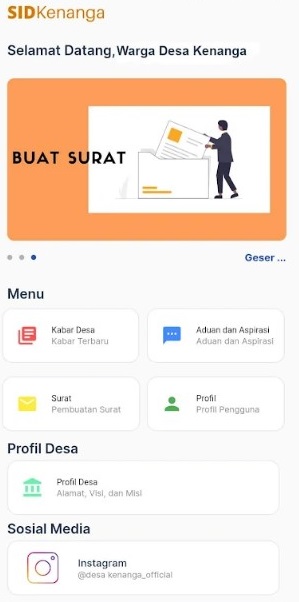 SIDKenanga
Selamat Datang,Warga Desa Kenanga
BUAT SURAT
Geser ...
Menu
Kabar Desa
Kabar Terbaru
Aduan dan Aspirasi
Aduan dan Aspirasi
Surat
Pembuatan Surat
Profil
Profil Pengguna
Profil Desa
Profil Desa
Alamat, Visi, dan Misi
Sosial Media
Instagram
@desa kenanga_official